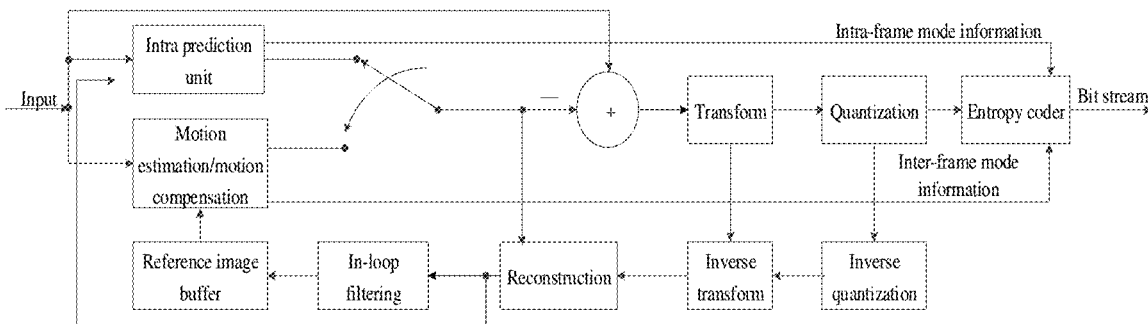 Intra prediction
unit
Intra-frame mode information
Input
—
+
Transform
Quantization
Entropy coder
Bit stream
Motion
estimation/motion
compensation
Inter-frame mode
information
Reference image
buffer
In-loop
filtering
Reconstruction
Inverse
transform
Inverse
quantization